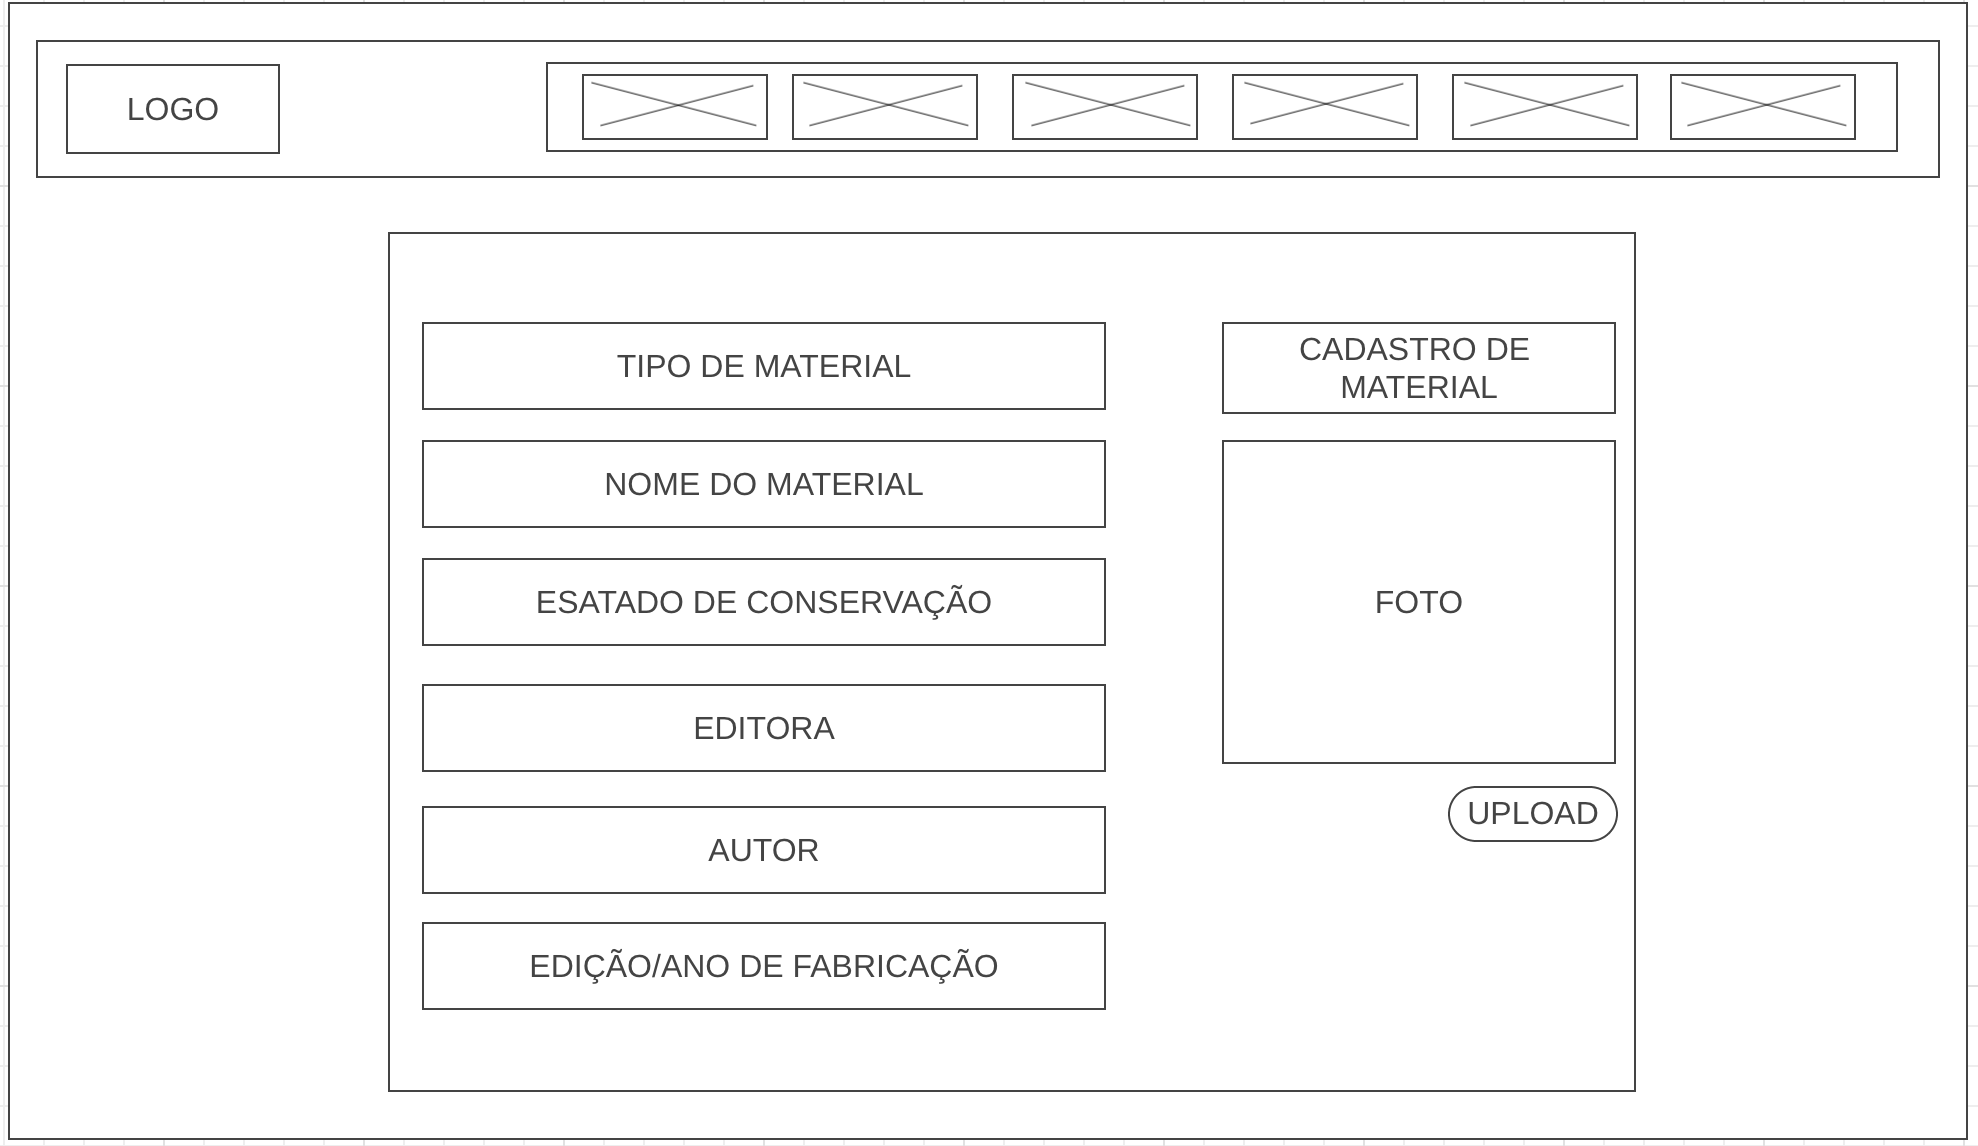 LOGO
TIPO DE MATERIAL
NOME DO MATERIAL
ESATADO DE CONSERVAÇÃO
EDITORA
AUTOR
EDIÇÃO/ANO DE FABRICAÇÃO
CADASTRO DE
MATERIAL
FOTO
UPLOAD